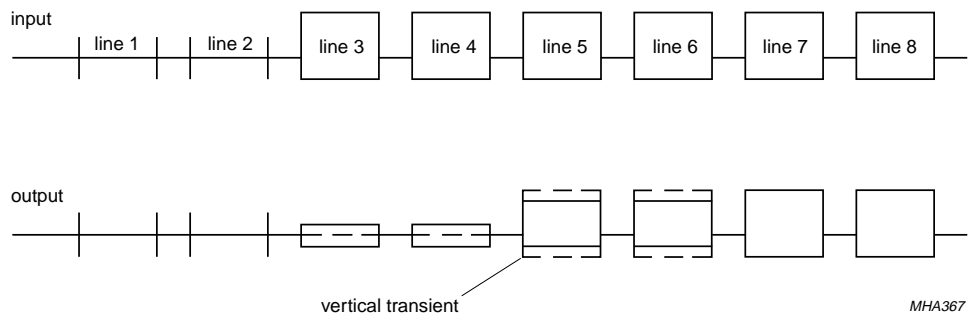 input
line 1 line 2 line 3 line 4 line 5 line 6 line 7 line 8
output
vertical transient
MHA367